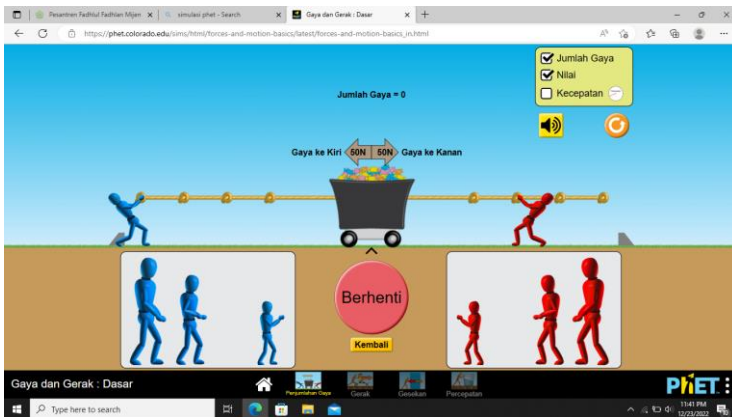 Pesantren Fadhlul Fadhlan Mijen
simulasi phet - Search
Gaya dan Gerak : Dasar
https://phet.colorado.edu/sims/html/forces-and-motion-basics/latest/forces-and-motion-basics_in.html
Jumlah Gaya
Nilai
Kecepatan
Jumlah Gaya = 0
Gaya ke Kiri 50N 50N Gaya ke Kanan
Berhenti
Kembali
Gaya dan Gerak : Dasar
Penjumlahan Gaya
Gerak
Gesekan
Percepatan
PhET
Type here to search
11:41 PM
12/23/2022